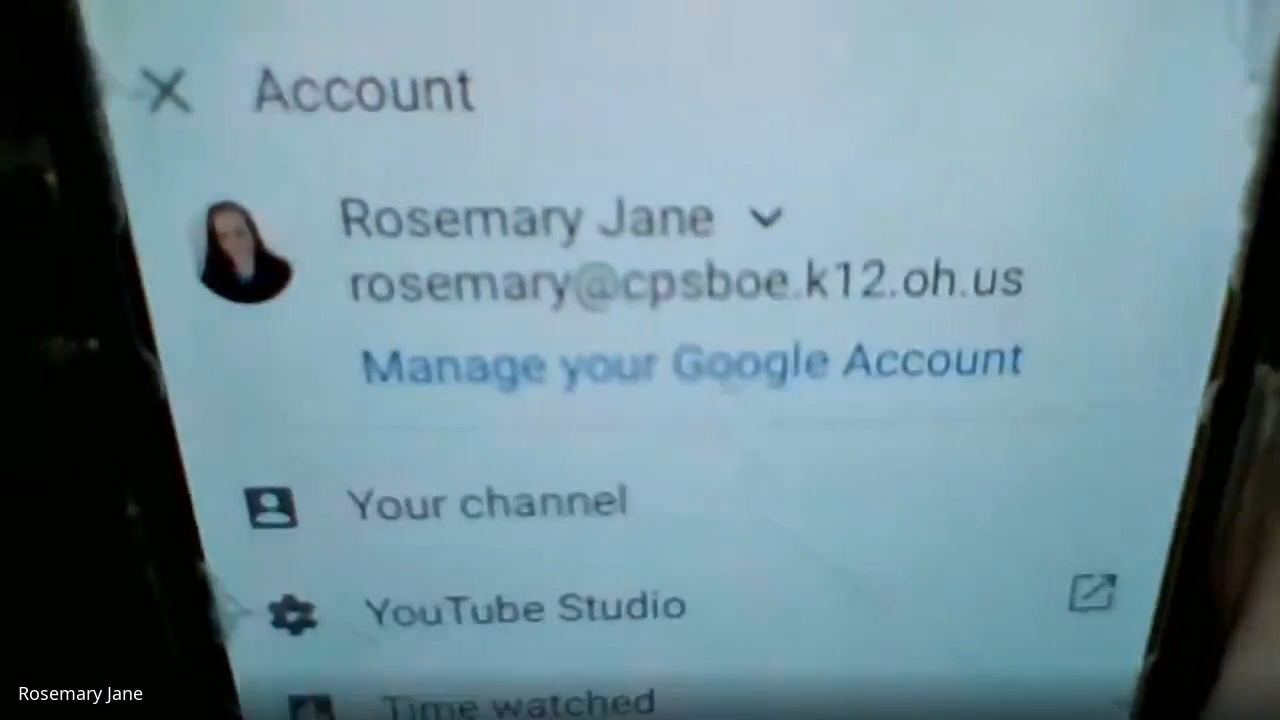 Account
Rosemary Jane
rosemary@cpsboe.k12.oh.us
Manage your Google Account
Your channel
YouTube Studio
Time watched
Rosemary Jane